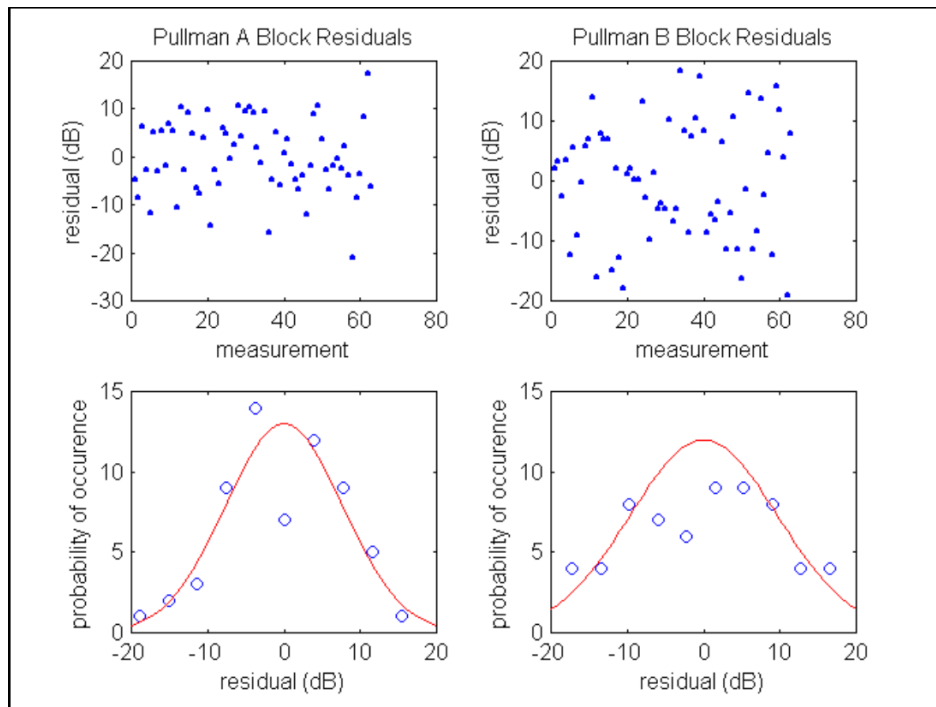 Pullman A Block Residuals
20
10
0
-10
-20
-30
residual (dB)
0 20 40 60 80
measurement
Pullman B Block Residuals
20
10
0
-10
-20
residual (dB)
0 20 40 60 80
measurement
15
10
5
0
probability of occurence
-20 -10 0 10 20
residual (dB)
15
10
5
0
probability of occurence
-20 -10 0 10 20
residual (dB)